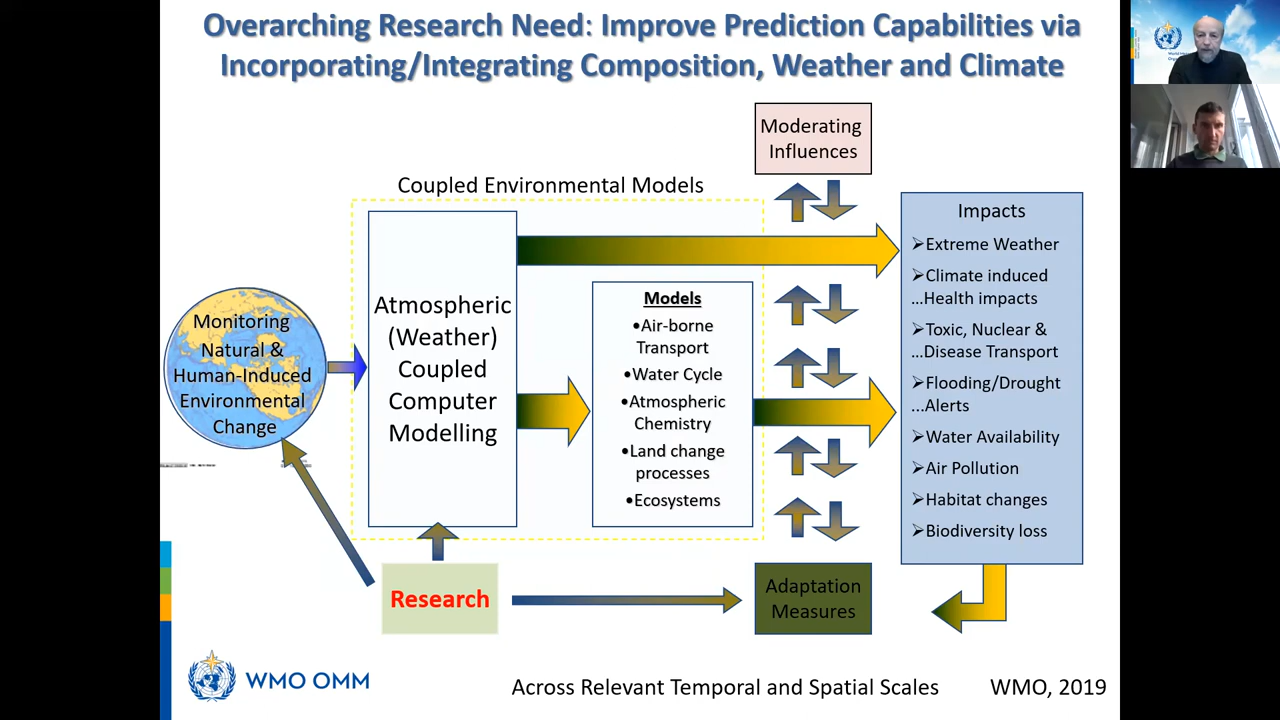 Overarching Research Need: Improve Prediction Capabilities via
Incorporating/Integrating Composition, Weather and Climate
Moderating
Influences
Coupled Environmental Models
Monitoring
Natural &
Human-Induced
Environmental
Change
Atmospheric
(Weather)
Coupled
Computer
Modelling
Models
•Air-borne
Transport
•Water Cycle
•Atmospheric
Chemistry
•Land change
processes
•Ecosystems
Impacts
➢Extreme Weather
➢Climate induced
...Health impacts
➢Toxic, Nuclear &
...Disease Transport
➢Flooding/Drought
...Alerts
➢Water Availability
➢Air Pollution
➢Habitat changes
➢Biodiversity loss
Research
Adaptation
Measures
WMO OMM
Across Relevant Temporal and Spatial Scales
WMO, 2019